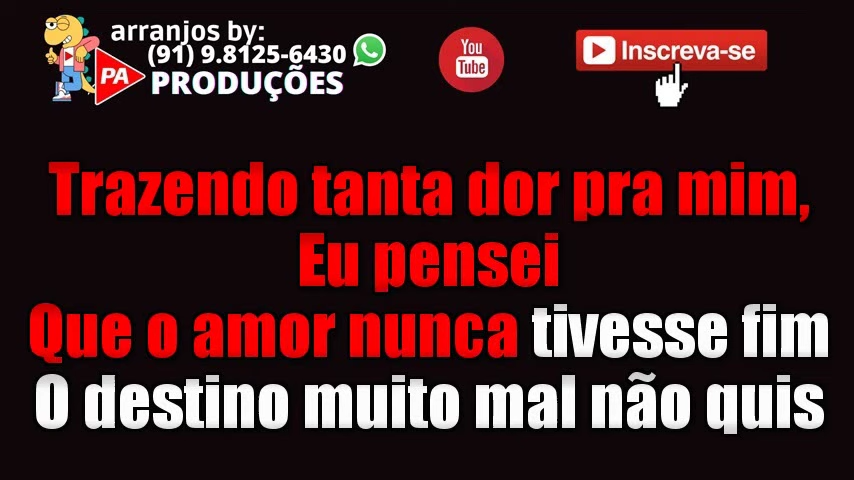 arranjos by:
(91) 9.8125-6430
PA
PRODUÇÕES
You
Tube
Inscreva-se
Trazendo tanta dor pra mim,
Eu pensei
Que o amor nunca tivesse fim
O destino muito mal não quis